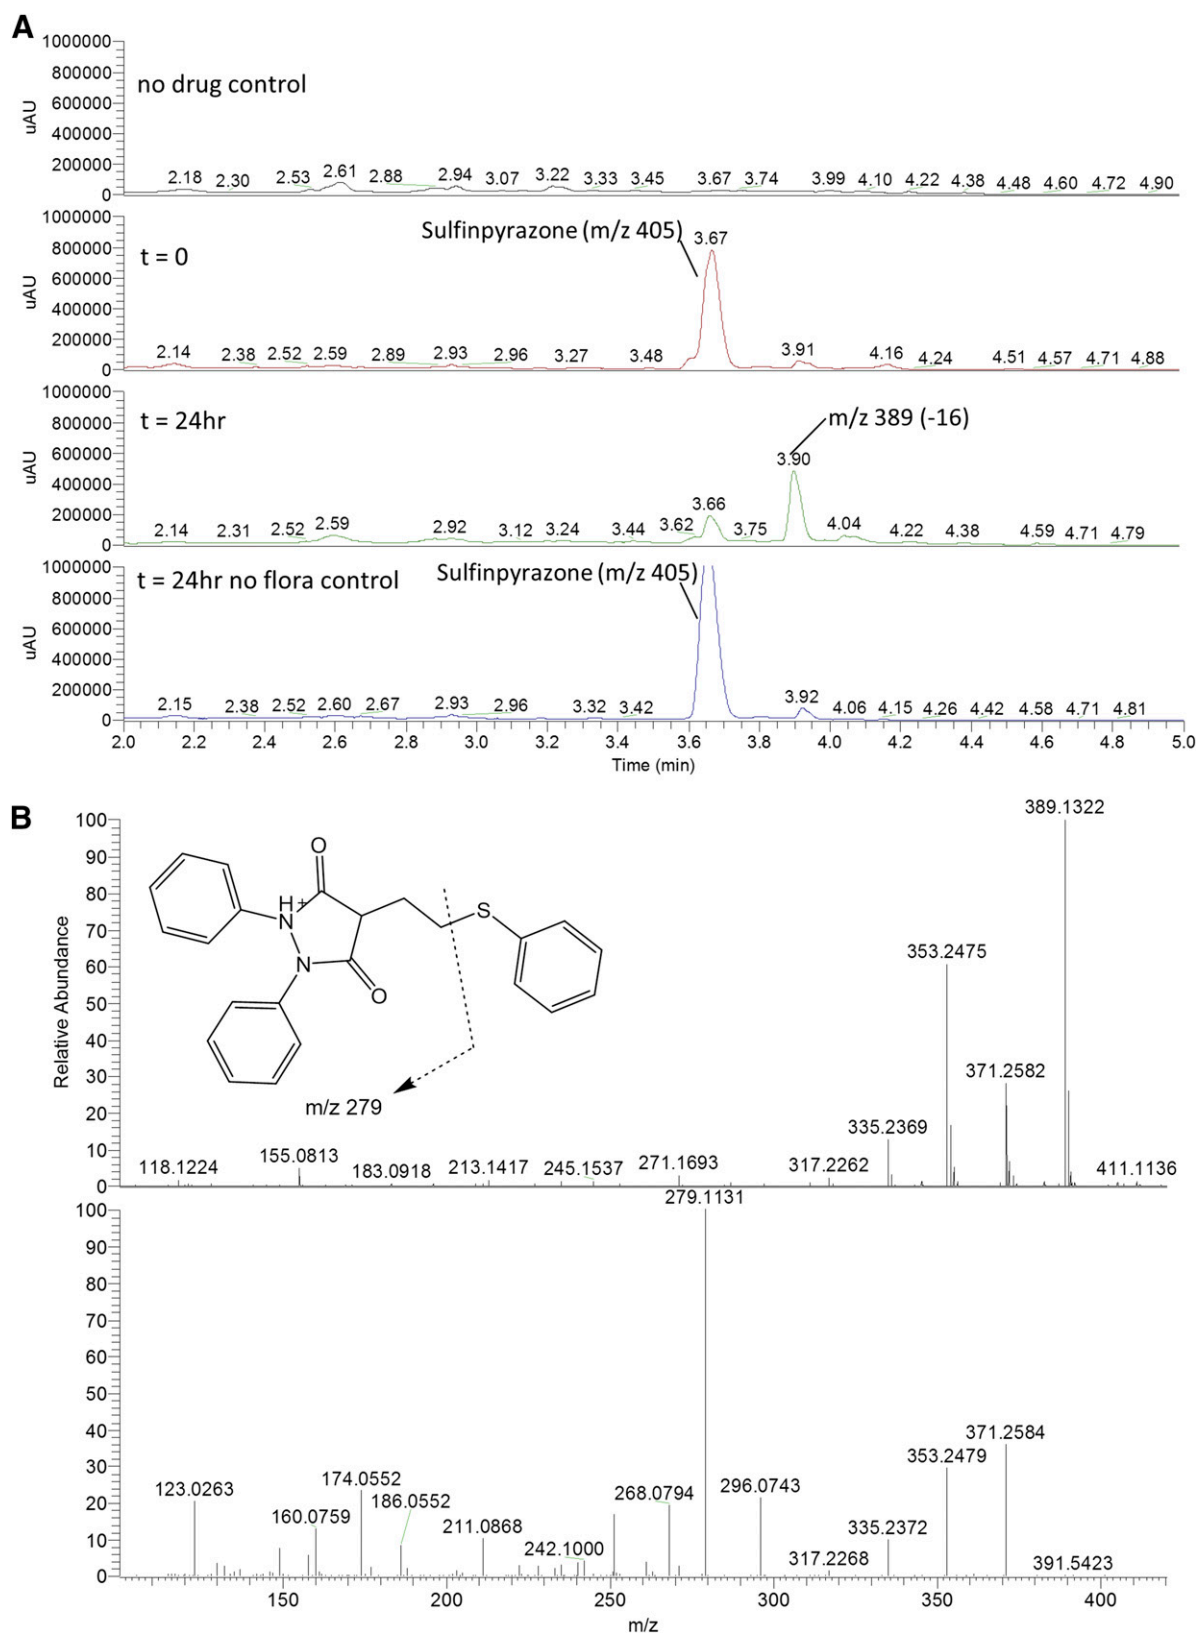 A
1000000
800000
600000
400000
200000
0
uAU
no drug control
2.18 2.30 2.53 2.61 2.88 2.94 3.07 3.22 3.33 3.45 3.67 3.74 3.99 4.10 4.22 4.38 4.48 4.60 4.72 4.90
1000000
800000
600000
400000
200000
0
uAU
Sulfinpyrazone (m/z 405)
t = 0
2.14 2.38 2.52 2.59 2.89 2.93 2.96 3.27 3.48 3.67 3.91 4.16 4.24 4.51 4.57 4.71 4.88
1000000
800000
600000
400000
200000
0
uAU
t = 24hr
m/z 389 (-16)
2.14 2.31 2.52 2.59 2.92 3.12 3.24 3.44 3.62 3.66 3.75 3.90 4.04 4.22 4.38 4.59 4.71 4.79
1000000
800000
600000
400000
200000
0
uAU
t = 24hr no flora control
Sulfinpyrazone (m/z 405)
2.15 2.38 2.52 2.60 2.67 2.93 2.96 3.32 3.42 3.92 4.06 4.15 4.26 4.42 4.58 4.71 4.81
2.0 2.2 2.4 2.6 2.8 3.0 3.2 3.4 3.6 3.8 4.0 4.2 4.4 4.6 4.8 5.0
Time (min)
B
100
90
80
70
60
50
40
30
20
10
0
Relative Abundance
O
H +
N
N
O
S
m/z 279
389.1322
353.2475
371.2582
335.2369
118.1224 155.0813 183.0918 213.1417 245.1537 271.1693 317.2262 411.1136
100
90
80
70
60
50
40
30
20
10
0
279.1131
371.2584
353.2479
123.0263 174.0552 186.0552 268.0794 296.0743
160.0759 211.0868 335.2372
242.1000 317.2268 391.5423
150 200 250 300 350 400
m/z